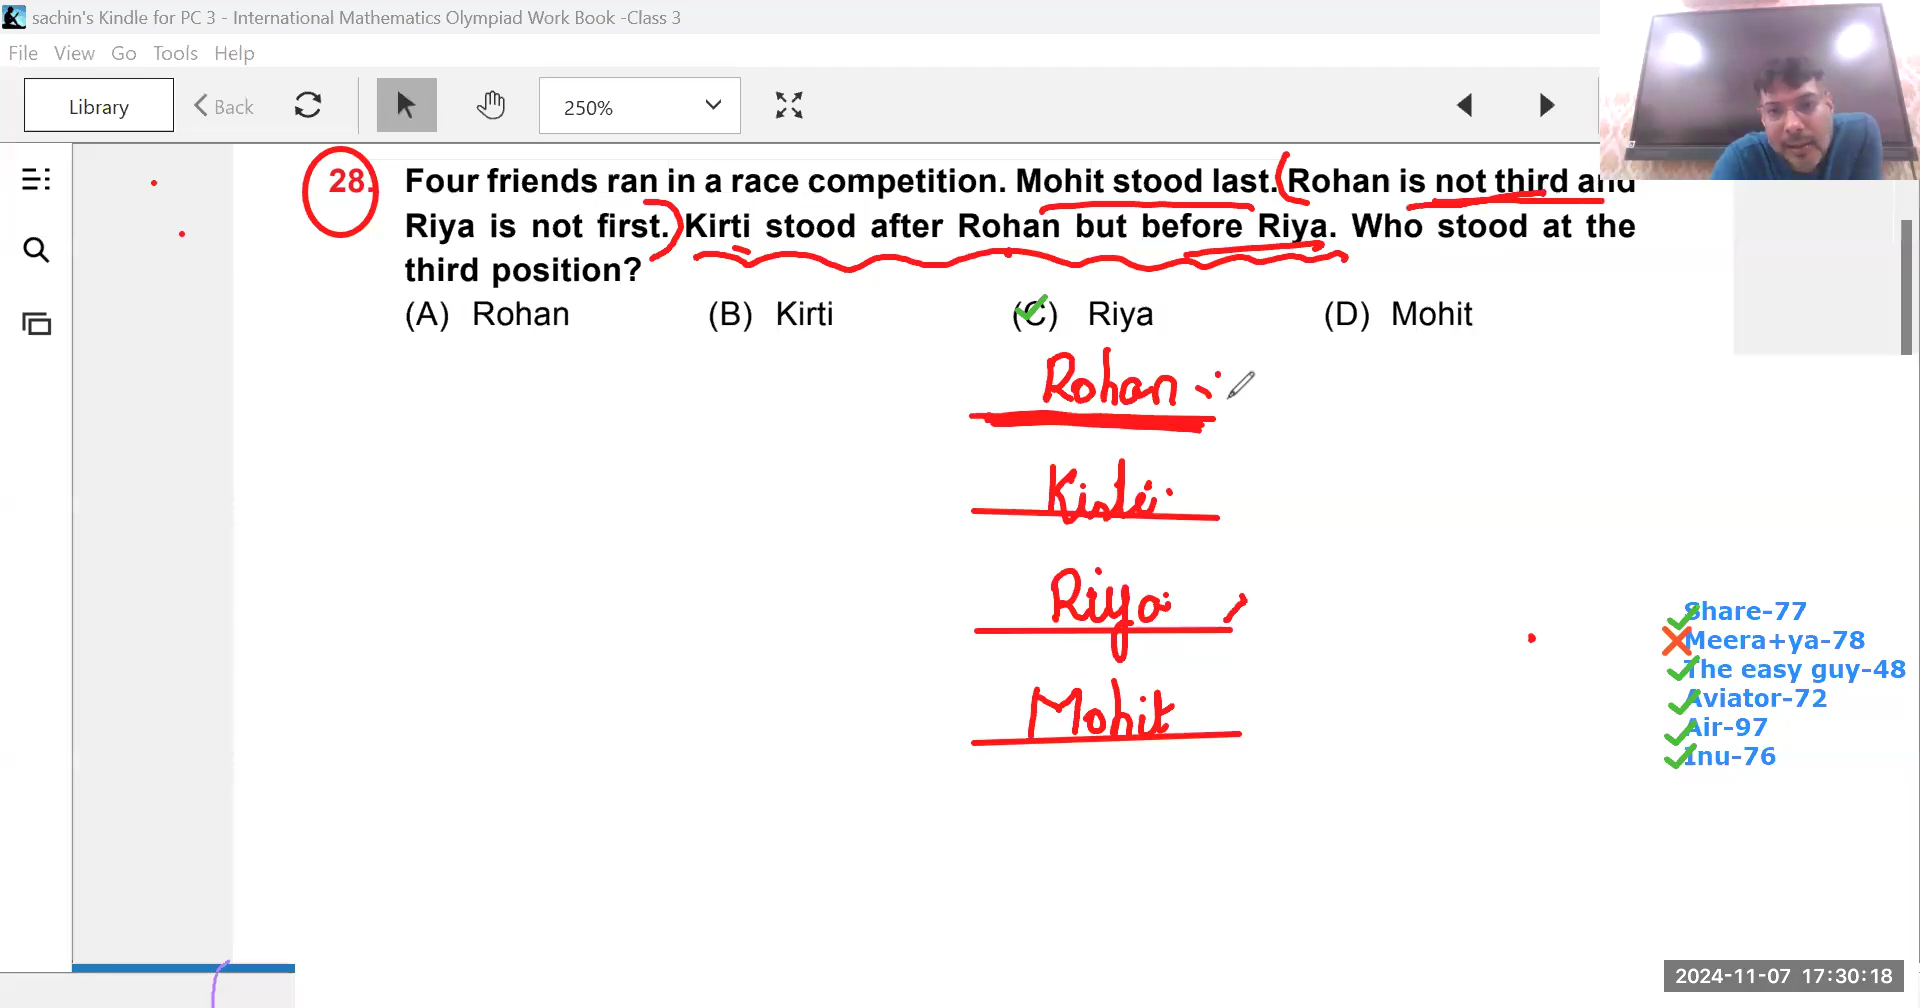 sachin's Kindle for PC 3 - International Mathematics Olympiad Work Book -Class 3
File View Go Tools Help
Library Back 250%
28. Four friends ran in a race competition. Mohit stood last. Rohan is not third and
Riya is not first. Kirti stood after Rohan but before Riya. Who stood at the
third position?
(A) Rohan (B) Kirti (C) Riya (D) Mohit
Rohan
Kirti
Riya
Mohit
Share-77
Meera+ya-78
The easy guy-48
Aviator-72
Air-97
Inu-76
2024-11-07 17:30:18